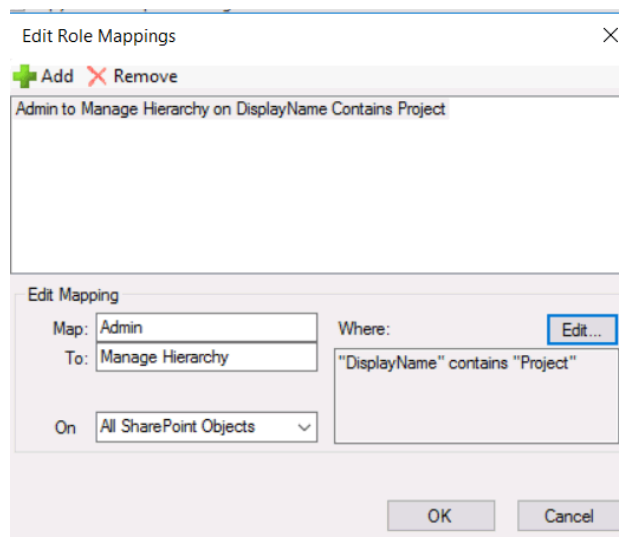 Edit Role Mappings
Add Remove
Admin to Manage Hierarchy on DisplayName Contains Project
Edit Mapping
Map: Admin
To: Manage Hierarchy
On All SharePoint Objects
Where: Edit...
"DisplayName" contains "Project"
OK Cancel